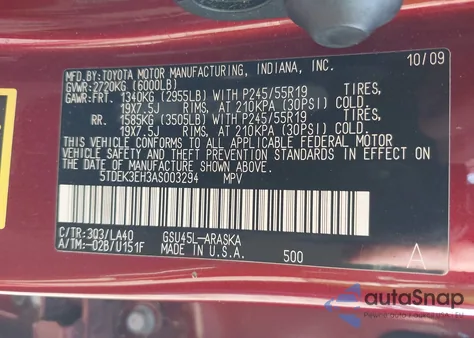 MFD.BY:TOYOTA MOTOR MANUFACTURING, INDIANA, INC. 10/09
GVWR:2720KG (6000LB)
GAWR:FRT. 1340KG (2955LB) WITH P245/55R19 TIRES,
19X7.5J RIMS, AT 210KPA (30PSI) COLD.
RR. 1585KG (3505LB) WITH P245/55R19 TIRES,
19X7.5J RIMS, AT 210KPA (30PSI) COLD.
THIS VEHICLE CONFORMS TO ALL APPLICABLE FEDERAL MOTOR
VEHICLE SAFETY AND THEFT PREVENTION STANDARDS IN EFFECT ON
THE DATE OF MANUFACTURE SHOWN ABOVE.
5TDEK3EH3AS003294 MPV
C/TR:3Q3/LA40 GSU45L-ARASKA
A/TM:-02B/U151F MADE IN U.S.A. 500 A
autoSnap